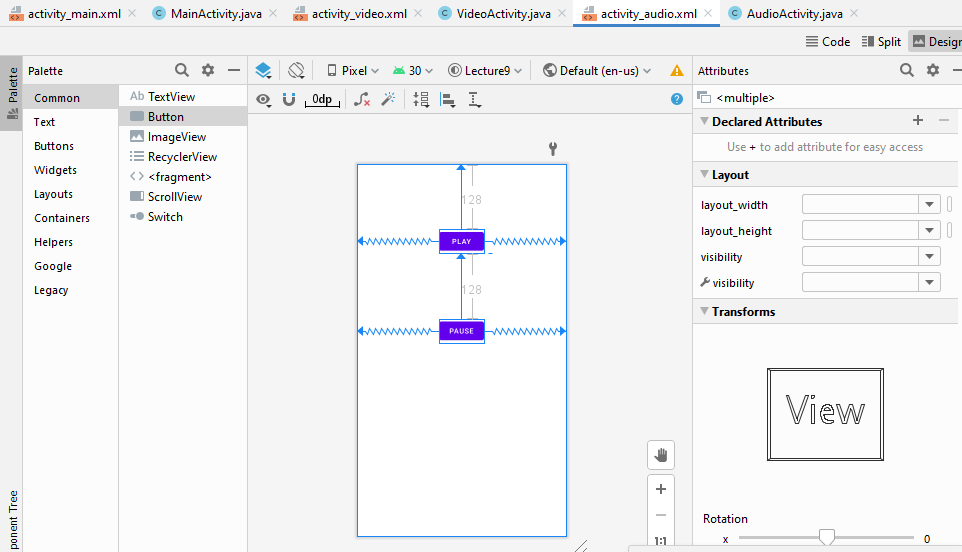 activity_main.xml MainActivity.java activity_video.xml VideoActivity.java activity_audio.xml AudioActivity.java
Code Split Desig
Palette
Palette
Pixel 30 Lecture9 Default (en-us)
Attributes
Common
Text
Buttons
Widgets
Layouts
Containers
Helpers
Google
Legacy
Ab TextView
Button
ImageView
RecyclerView
<fragment>
ScrollView
Switch
0dp
?
128
PLAY
128
PAUSE
1:1
<multiple>
Declared Attributes
Use + to add attribute for easy access
Layout
layout_width
layout_height
visibility
visibility
Transforms
View
Rotation
x 0
ponent Tree